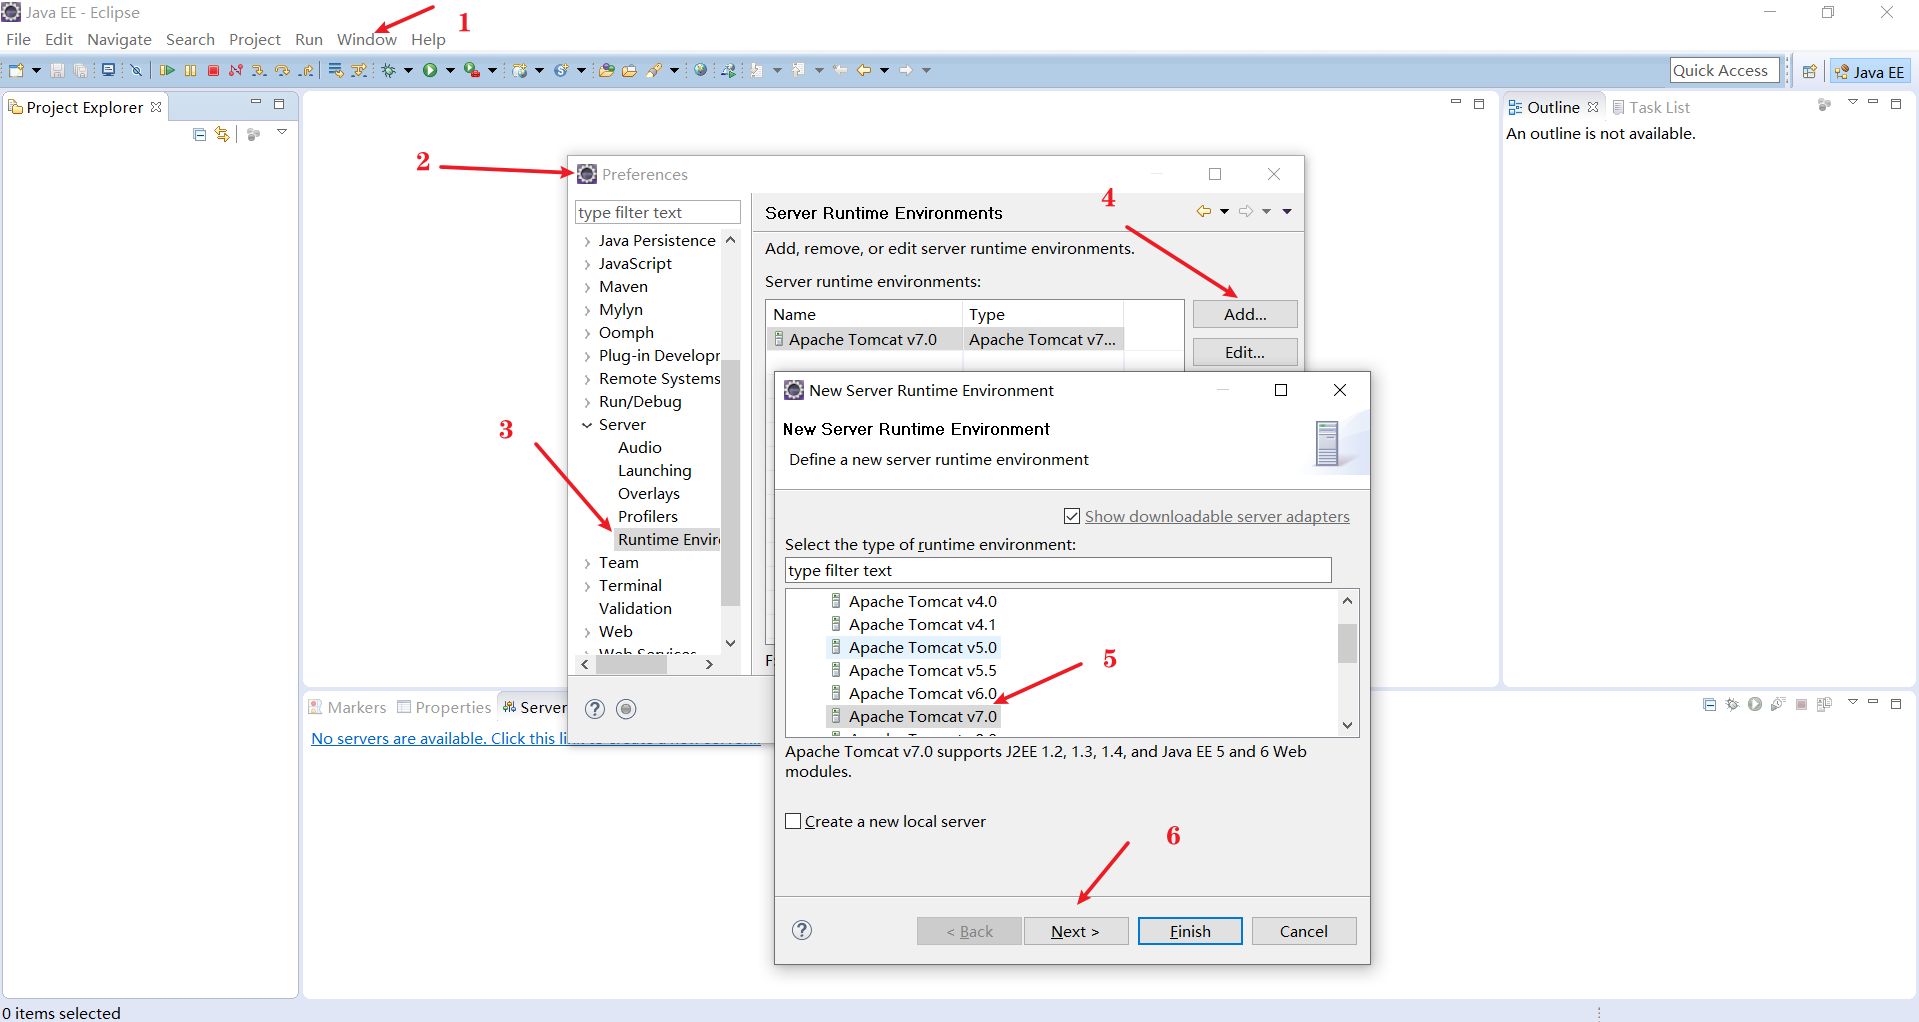 Java EE - Eclipse
1
File Edit Navigate Search Project Run Window Help
Quick Access
Java EE
Project Explorer
Outline
Task List
An outline is not available.
2
Preferences
type filter text
Java Persistence
JavaScript
Maven
Mylyn
Oomph
Plug-in Develop
Remote Systems
Run/Debug
Server
Audio
Launching
Overlays
Profilers
Runtime Enviro
Team
Terminal
Validation
Web
Web Services
3
Server Runtime Environments
4
Add, remove, or edit server runtime environments.
Server runtime environments:
Name Type
Apache Tomcat v7.0 Apache Tomcat v7...
Add...
Edit...
New Server Runtime Environment
New Server Runtime Environment
Define a new server runtime environment
Show downloadable server adapters
Select the type of runtime environment:
type filter text
Apache Tomcat v4.0
Apache Tomcat v4.1
Apache Tomcat v5.0
Apache Tomcat v5.5
Apache Tomcat v6.0
Apache Tomcat v7.0
5
Apache Tomcat v7.0 supports J2EE 1.2, 1.3, 1.4, and Java EE 5 and 6 Web
modules.
Create a new local server
6
< Back
Next >
Finish
Cancel
Markers
Properties
Server
No servers are available. Click this
0 items selected